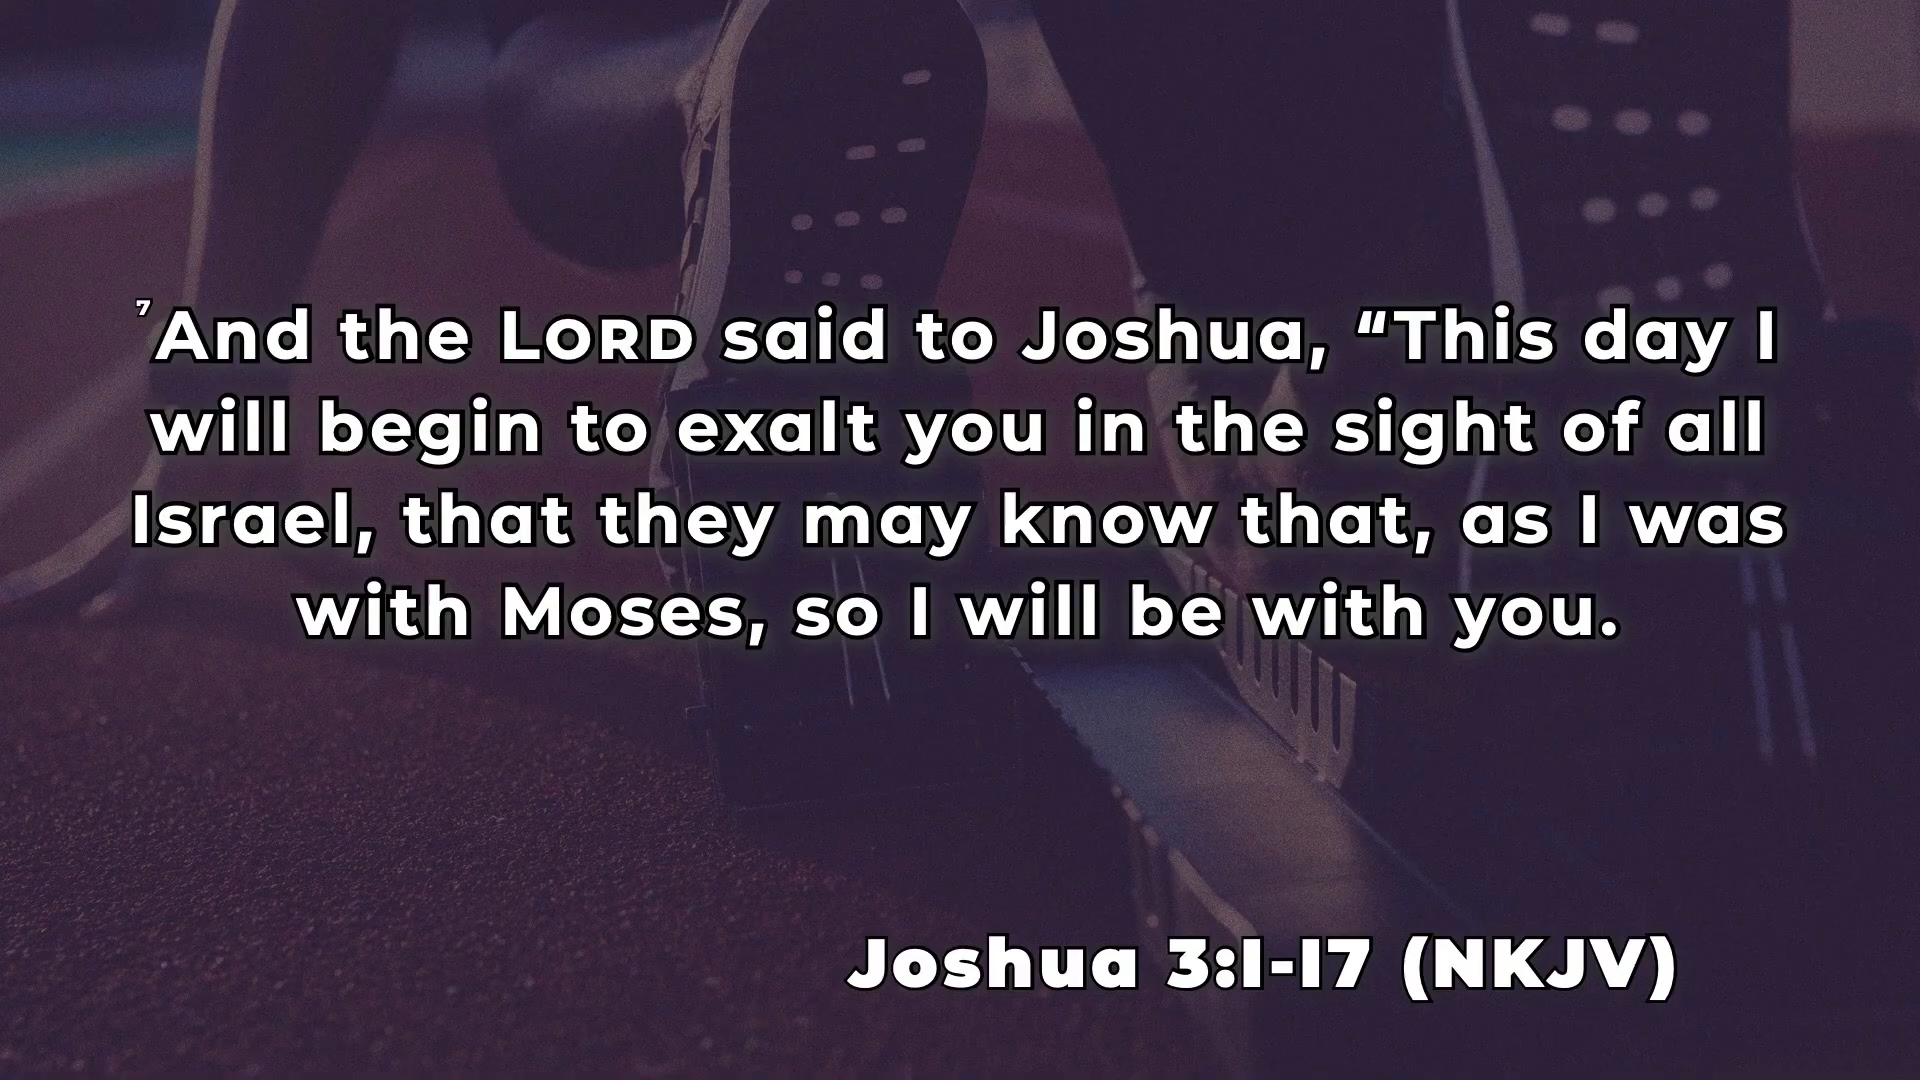 ⁷And the LORD said to Joshua, “This day I
will begin to exalt you in the sight of all
Israel, that they may know that, as I was
with Moses, so I will be with you.
Joshua 3:1-17 (NKJV)